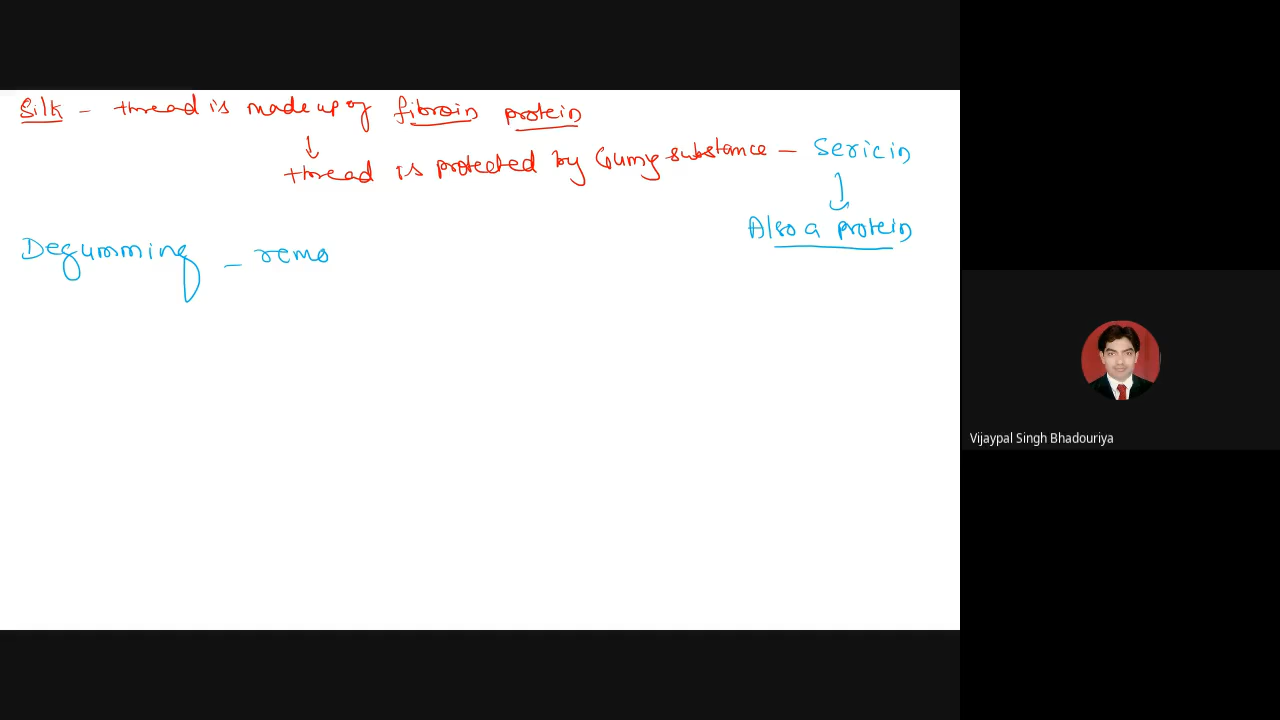 Silk - thread is made up of fibroin protein
↓
thread is protected by Gumy substance - Sericin
↓
Also a protein
Degumming - remo
Vijaypal Singh Bhadouriya